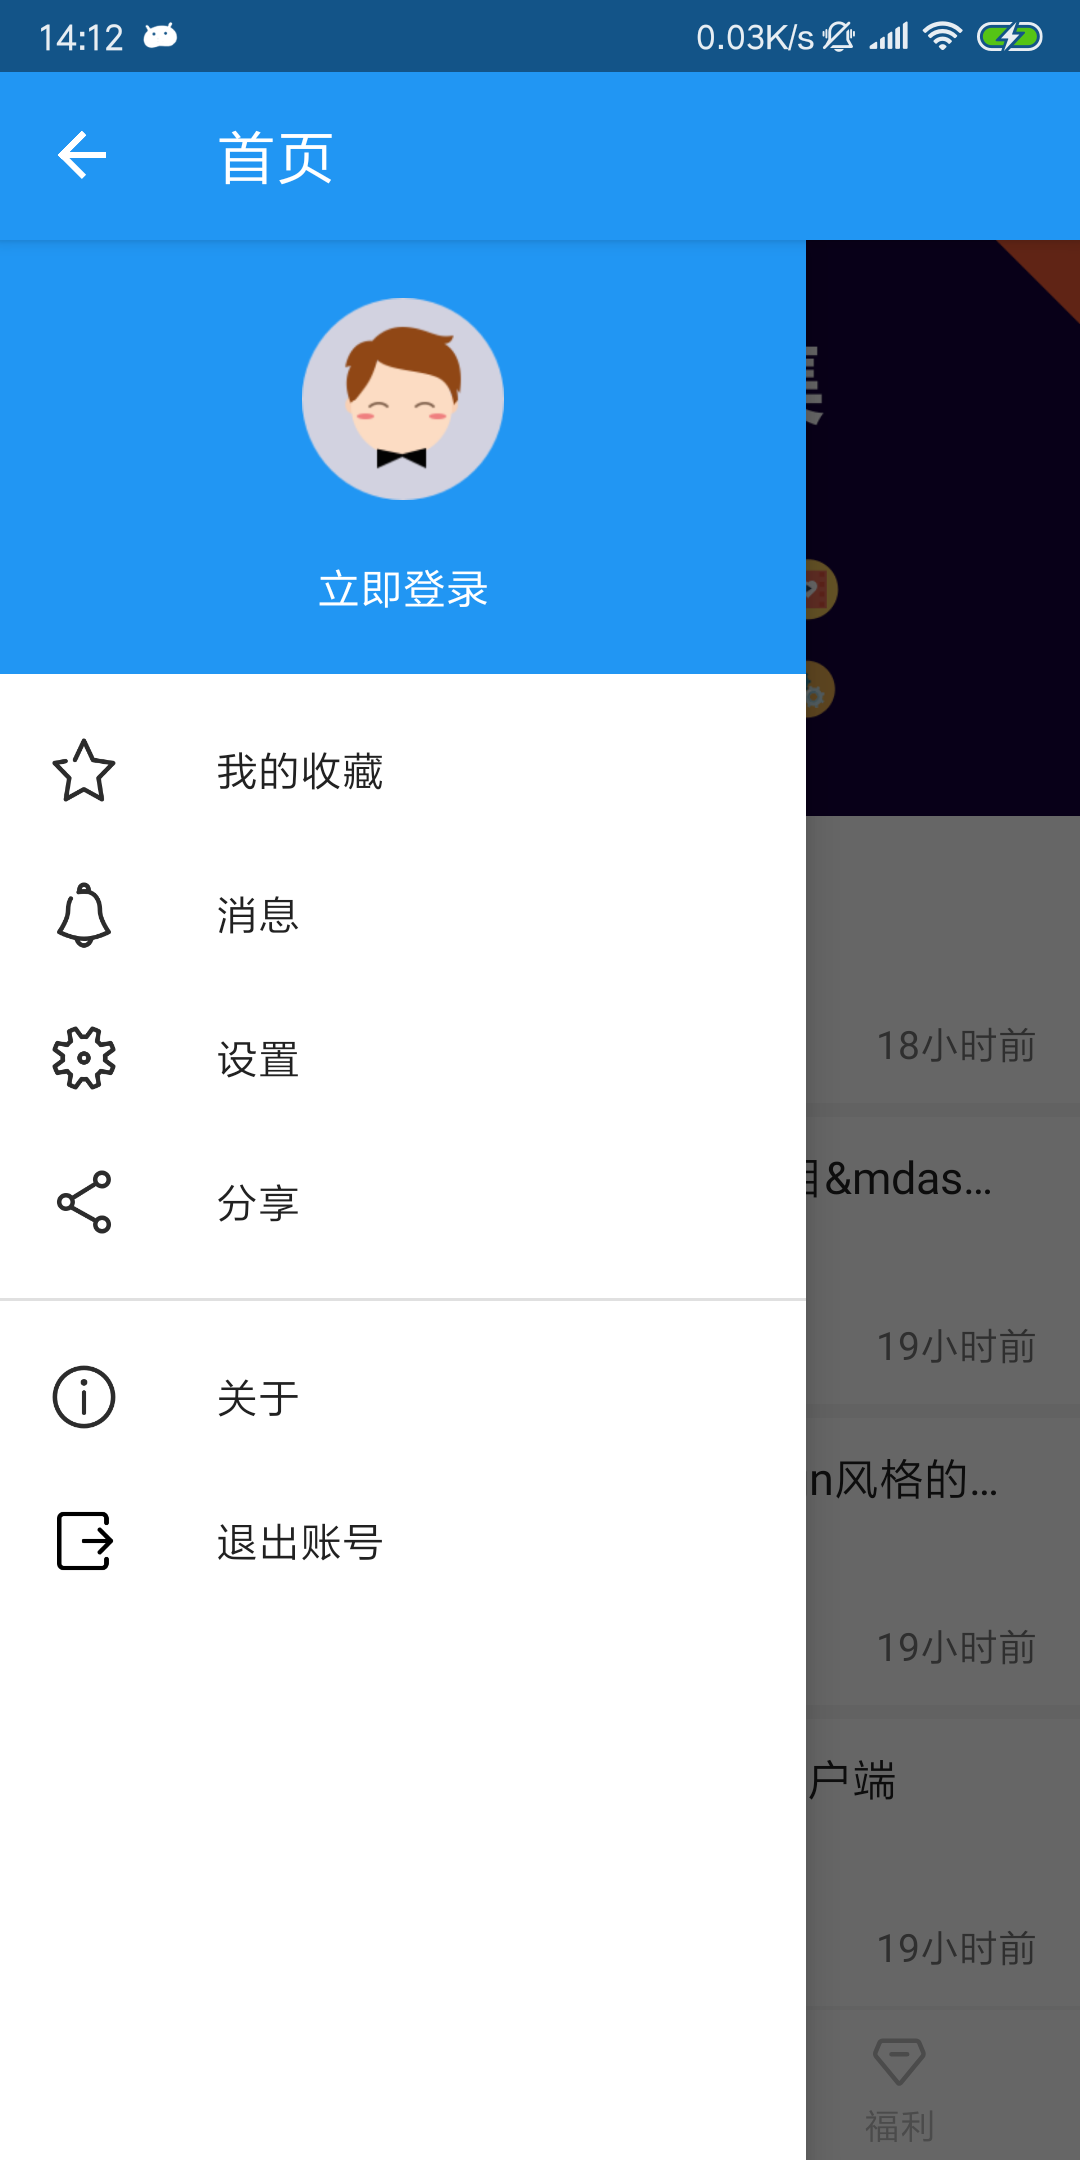 14:12
0.03K/s
首页
立即登录
我的收藏
消息
设置
分享
关于
退出账号
18小时前
&mdas…
19小时前
n风格的…
19小时前
户端
19小时前
福利